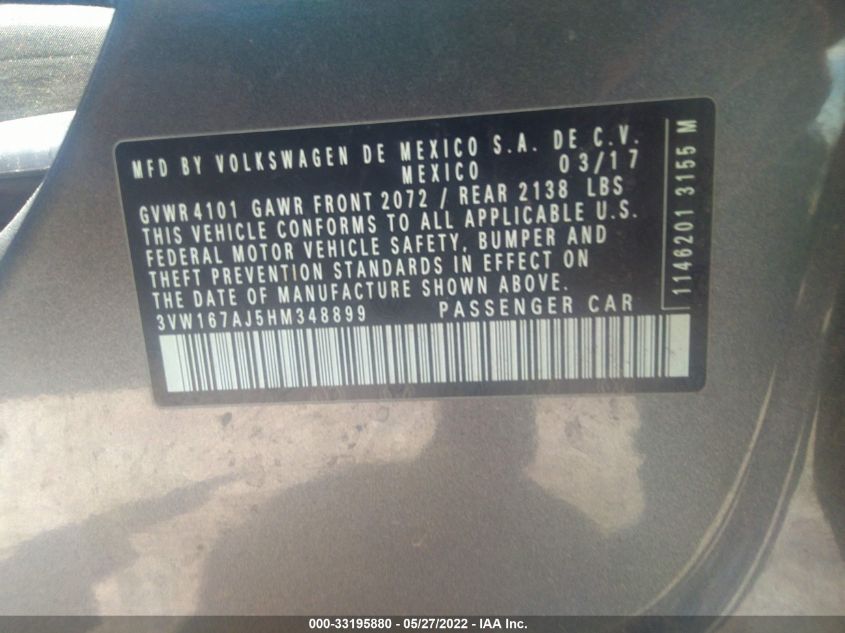 MFD BY VOLKSWAGEN DE MEXICO S.A. DE C.V.
MEXICO 03/17
GVWR 4101 GAWR FRONT 2072 / REAR 2138 LBS
THIS VEHICLE CONFORMS TO ALL APPLICABLE U.S.
FEDERAL MOTOR VEHICLE SAFETY, BUMPER AND
THEFT PREVENTION STANDARDS IN EFFECT ON
THE DATE OF MANUFACTURE SHOWN ABOVE.
3VW167AJ5HM348899 PASSENGER CAR
1146201 3155 M
000-33195880 - 05/27/2022 - IAA Inc.